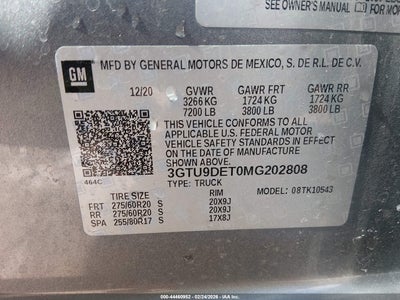 SEE OWNER'S MANUAL
FOR MORE
GM
MFD BY GENERAL MOTORS DE MEXICO, S. DE R.L. DE C.V.
12/20 GVWR GAWR FRT GAWR RR
3266 KG 1724 KG 1724 KG
7200 LB 3800 LB 3800 LB
THIS VEHICLE CONFORMS TO ALL
APPLICABLE U.S. FEDERAL MOTOR
VEHICLE SAFETY STANDARDS IN EFFECT
ON THE DATE OF MANUFACTURE
SHOWN ABOVE.
3GTU9DET0MG202808
464C TYPE: TRUCK
MODEL: 08TK10543
TIRE SIZE RIM
FRT 275/60R20 S 20X9J
RR 275/60R20 S 20X9J
SPA 255/80R17 S 17X8J
000-44460952 - 02/24/2026 - IAAI